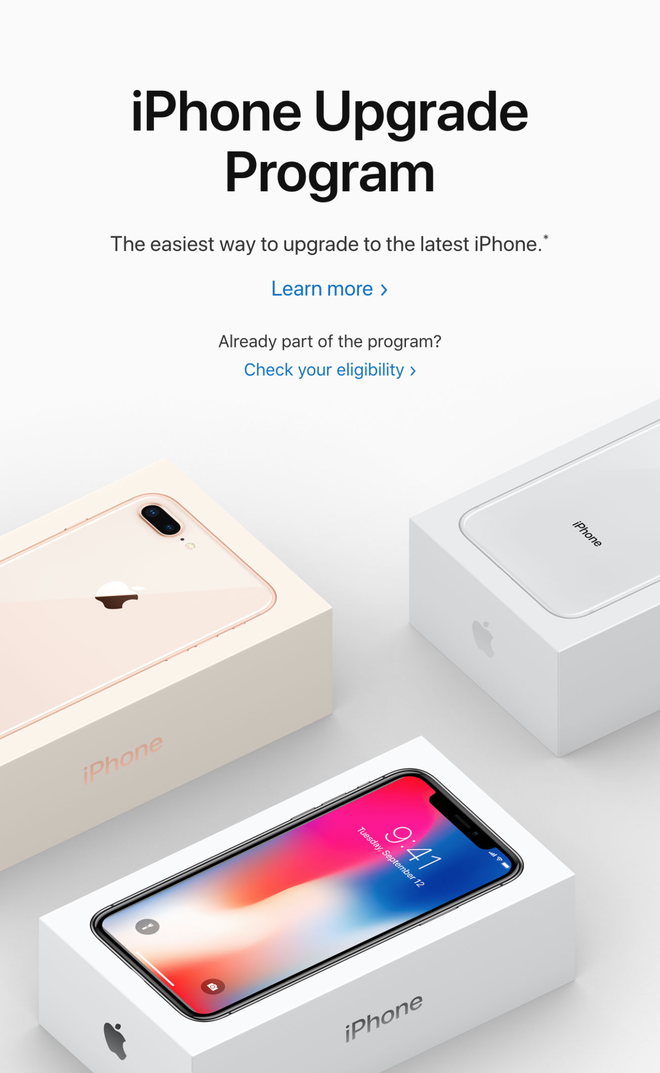 iPhone Upgrade
Program
The easiest way to upgrade to the latest iPhone.*
Learn more ›
Already part of the program?
Check your eligibility ›
iPhone
iPhone
9:41
Tuesday, September 12
iPhone